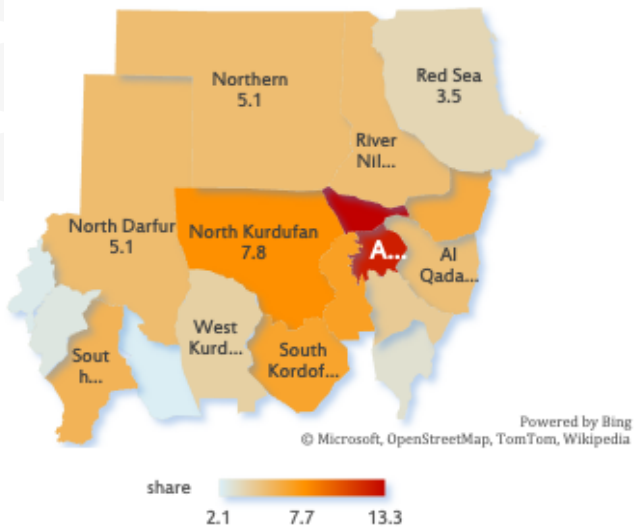 Northern
5.1
Red Sea
3.5
River
Nil...
North Darfur
5.1
North Kurdufan
7.8
A...
Al
Qada...
West
Kurd...
Sout
h...
South
Kordof...
Powered by Bing
© Microsoft, OpenStreetMap, TomTom, Wikipedia
share
2.1 7.7 13.3